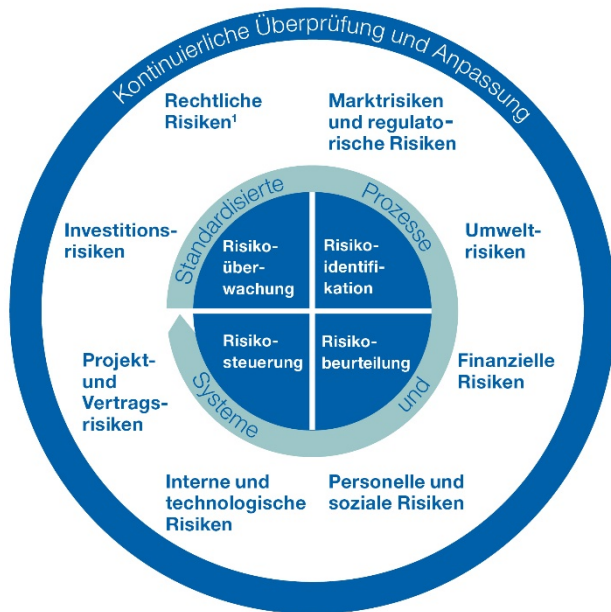 Kontinuierliche Überprüfung und Anpassung
Rechtliche
Risiken¹
Marktrisiken
und regulato-
rische Risiken
Umwelt-
risiken
Finanzielle
Risiken
Personelle und
soziale Risiken
Interne und
technologische
Risiken
Projekt-
und
Vertrags-
risiken
Investitions-
risiken
Standardisierte Prozesse und Systeme
Risiko-
über-
wachung
Risiko-
identifi-
kation
Risiko-
steuerung
Risiko-
beurteilung